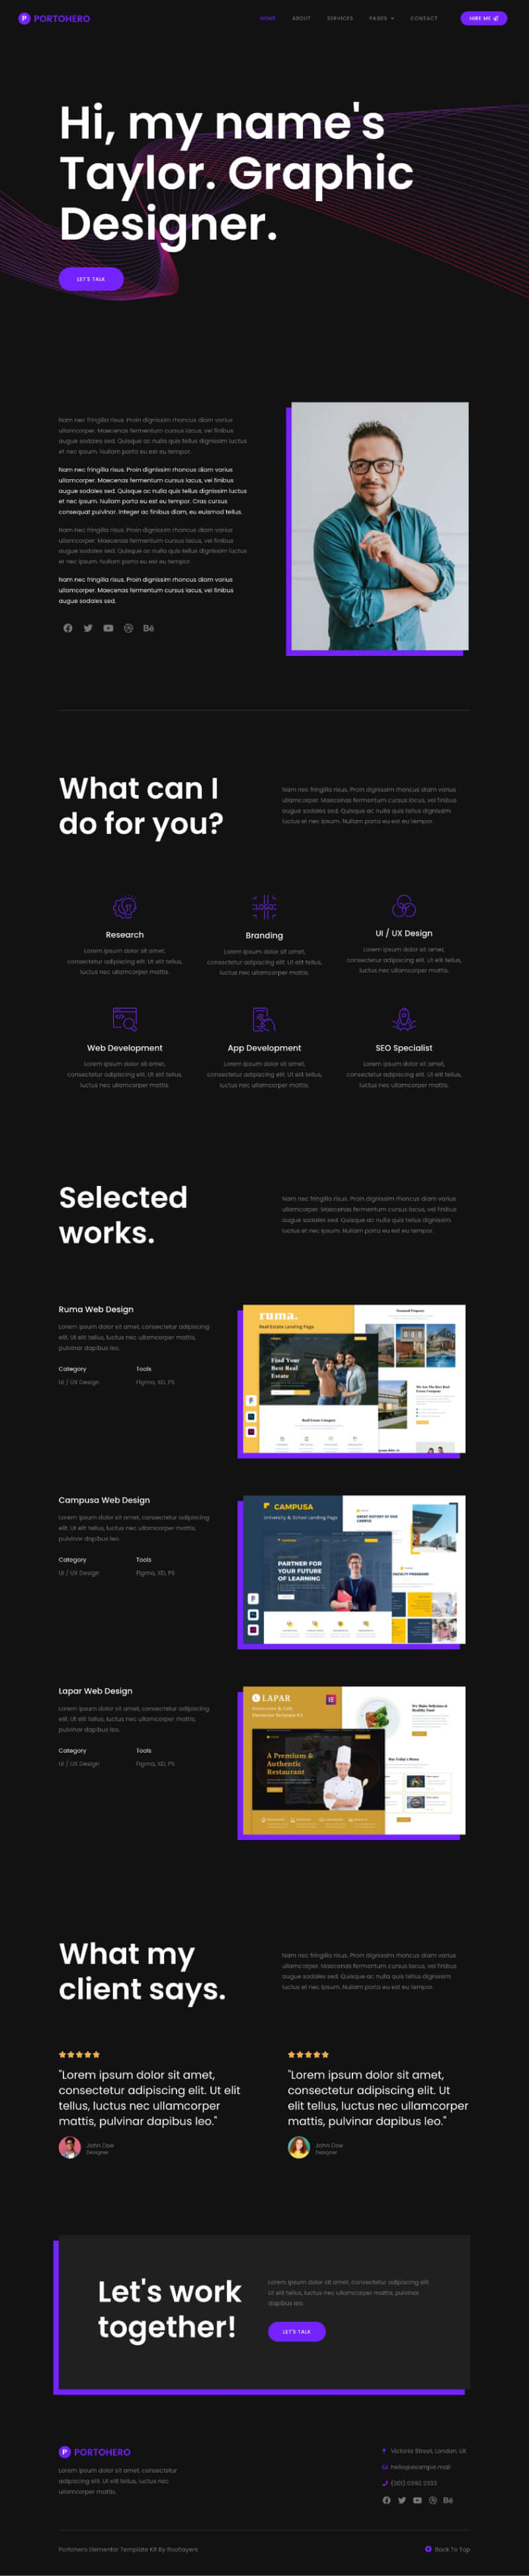 PORTOHERO
HOME ABOUT SERVICES PAGES CONTACT HIRE ME
Hi, my name's
Taylor. Graphic
Designer.
LET'S TALK
Nam nec fringilla risus. Proin dignissim rhoncus diam varius
ullamcorper. Maecenas fermentum cursus lacus, vel finibus
augue sodales sed. Quisque ac nulla quis tellus dignissim luctus
et nec ipsum. Nullam porta eu est eu tempor.
Nam nec fringilla risus. Proin dignissim rhoncus diam varius
ullamcorper. Maecenas fermentum cursus lacus, vel finibus
augue sodales sed. Quisque ac nulla quis tellus dignissim luctus
et nec ipsum. Nullam porta eu est eu tempor. Cras cursus
consequat pulvinar. Integer ac finibus diam, eu euismod tellus.
Nam nec fringilla risus. Proin dignissim rhoncus diam varius
ullamcorper. Maecenas fermentum cursus lacus, vel finibus
augue sodales sed. Quisque ac nulla quis tellus dignissim luctus
et nec ipsum. Nullam porta eu est eu tempor.
Nam nec fringilla risus. Proin dignissim rhoncus diam varius
ullamcorper. Maecenas fermentum cursus lacus, vel finibus
augue sodales sed.
What can I
do for you?
Nam nec fringilla risus. Proin dignissim rhoncus diam varius
ullamcorper. Maecenas fermentum cursus lacus, vel finibus
augue sodales sed. Quisque ac nulla quis tellus dignissim
luctus et nec ipsum. Nullam porta eu est eu tempor.
LOGO
Research
Lorem ipsum dolor sit amet,
consectetur adipiscing elit. Ut elit tellus,
luctus nec ullamcorper mattis.
Branding
Lorem ipsum dolor sit amet,
consectetur adipiscing elit. Ut elit tellus,
luctus nec ullamcorper mattis.
UI / UX Design
Lorem ipsum dolor sit amet,
consectetur adipiscing elit. Ut elit tellus,
luctus nec ullamcorper mattis.
Web Development
Lorem ipsum dolor sit amet,
consectetur adipiscing elit. Ut elit tellus,
luctus nec ullamcorper mattis.
App Development
Lorem ipsum dolor sit amet,
consectetur adipiscing elit. Ut elit tellus,
luctus nec ullamcorper mattis.
SEO Specialist
Lorem ipsum dolor sit amet,
consectetur adipiscing elit. Ut elit tellus,
luctus nec ullamcorper mattis.
Selected
works.
Nam nec fringilla risus. Proin dignissim rhoncus diam varius
ullamcorper. Maecenas fermentum cursus lacus, vel finibus
augue sodales sed. Quisque ac nulla quis tellus dignissim
luctus et nec ipsum. Nullam porta eu est eu tempor.
Ruma Web Design
Lorem ipsum dolor sit amet, consectetur adipiscing
elit. Ut elit tellus, luctus nec ullamcorper mattis,
pulvinar dapibus leo.
Category Tools
UI / UX Design Figma, XD, PS
ruma.
Real Estate Landing Page
Find Your
Best Real
Estate
Campusa Web Design
Lorem ipsum dolor sit amet, consectetur adipiscing
elit. Ut elit tellus, luctus nec ullamcorper mattis,
pulvinar dapibus leo.
Category Tools
UI / UX Design Figma, XD, PS
CAMPUSA
University & School Landing Page
PARTNER FOR
YOUR FUTURE
OF LEARNING
GREAT HISTORY OF OUR
CAMPUS
FACULTY PROGRAMS
Lapar Web Design
Lorem ipsum dolor sit amet, consectetur adipiscing
elit. Ut elit tellus, luctus nec ullamcorper mattis,
pulvinar dapibus leo.
Category Tools
UI / UX Design Figma, XD, PS
LAPAR
Restaurant & Cafe
Elementor Template Kit
A Premium &
Authentic
Restaurant
We Make Delicious &
Healthy Food
Our Today's Menu
What my
client says.
Nam nec fringilla risus. Proin dignissim rhoncus diam varius
ullamcorper. Maecenas fermentum cursus lacus, vel finibus
augue sodales sed. Quisque ac nulla quis tellus dignissim
luctus et nec ipsum. Nullam porta eu est eu tempor.
"Lorem ipsum dolor sit amet,
consectetur adipiscing elit. Ut elit
tellus, luctus nec ullamcorper
mattis, pulvinar dapibus leo."
John Doe
Designer
"Lorem ipsum dolor sit amet,
consectetur adipiscing elit. Ut
elit tellus, luctus nec ullamcorper
mattis, pulvinar dapibus leo."
John Doe
Designer
Let's work
together!
Lorem ipsum dolor sit amet, consectetur adipiscing elit.
Ut elit tellus, luctus nec ullamcorper mattis, pulvinar
dapibus leo.
LET'S TALK
PORTOHERO
Lorem ipsum dolor sit amet, consectetur
adipiscing elit. Ut elit tellus, luctus nec
ullamcorper mattis.
Victoria Street, London, UK
hello@example.mail
(001) 0992 3333
Portohero Elementor Template Kit By Rootlayers
Back To Top